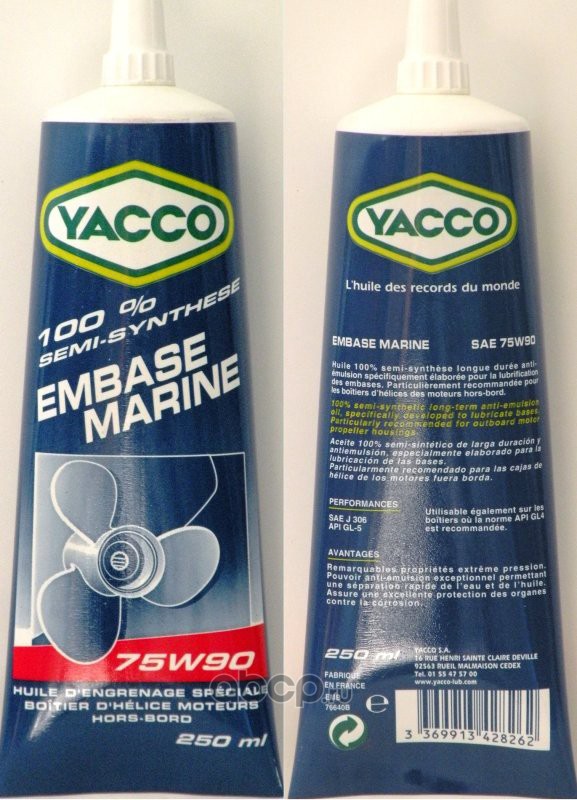 YACCO
100 %
SEMI-SYNTHESE
EMBASE
MARINE
75W90
HUILE D'ENGRENAGE SPÉCIALE
BOÎTIER D'HÉLICE MOTEURS
HORS-BORD
250 ml
YACCO
L'huile des records du monde
EMBASE MARINE SAE 75W90
Huile 100% semi-synthèse longue durée anti-
émulsion spécifiquement élaborée pour la lubrification
des embases. Particulièrement recommandée pour
les boîtiers d'hélices des moteurs hors-bord.
100% semi-synthetic long-term anti-emulsion
oil, specifically developed to lubricate bases.
Particularly recommended for outboard motor
propeller housings.
Aceite 100% semi-sintético de larga duración y
antiemulsion, especialmente elaborado para la
lubricación de las bases.
Particularmente recomendado para las cajas de
hélice de los motores fuera borda.
PERFORMANCES
SAE J 306
API GL-5
Utilisable également sur les
boîtiers où la norme API GL4
est recommandée.
AVANTAGES
Remarquables propriétés extrême pression.
Pouvoir anti-émulsion exceptionnel permettant
une séparation rapide de l'eau et de l'huile.
Assure une excellente protection des organes
contre la corrosion.
250 ml
YACCO S.A.
16 RUE HENRI SAINTE CLAIRE DEVILLE
92563 RUEIL MALMAISON CEDEX
Tel. 01 55 47 57 00
www.yacco-lub.com
FABRIQUÉ
EN FRANCE
EMB
76640B
e
3 369913 428262